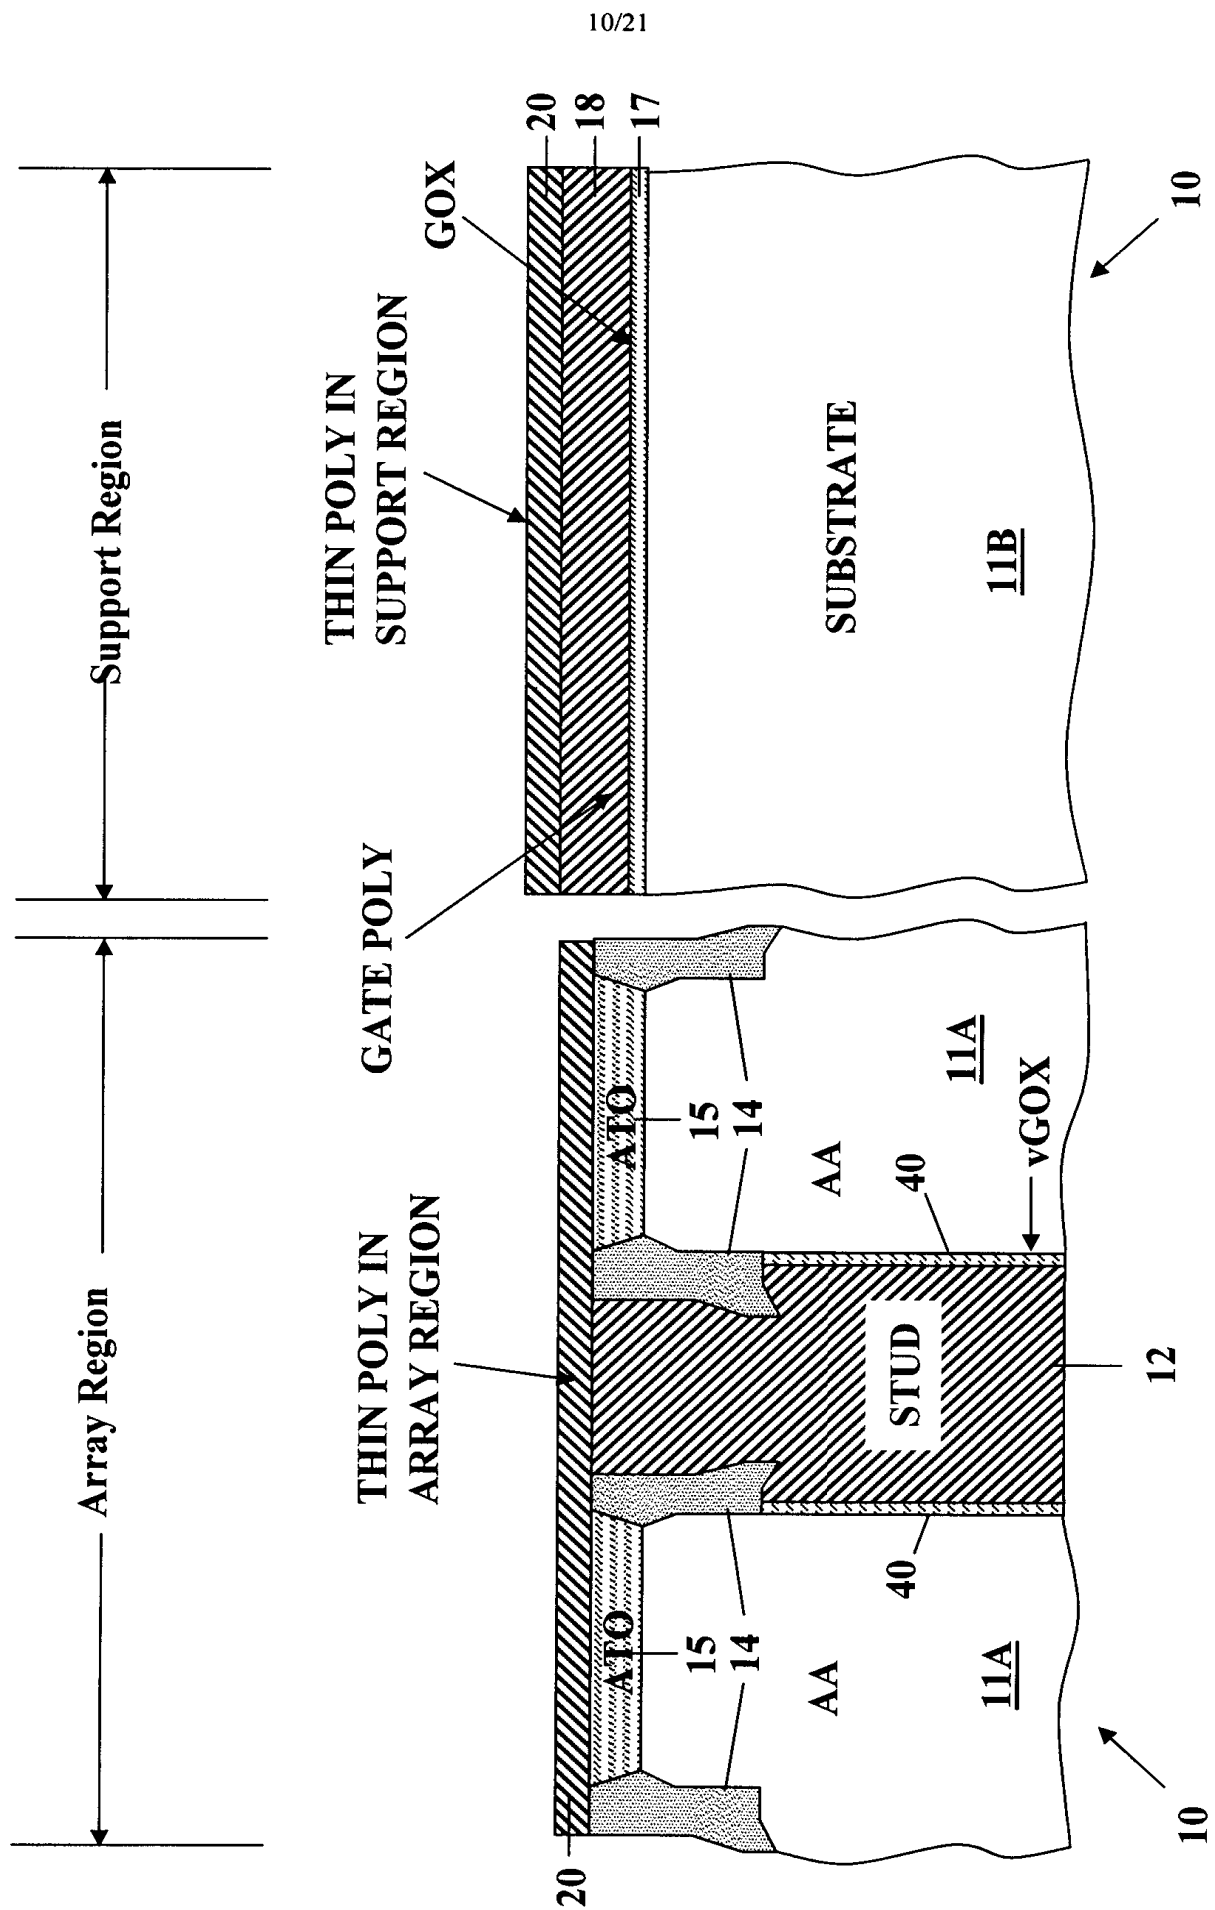 10/21
Array Region
Support Region
THIN POLY IN
ARRAY REGION
GATE POLY
THIN POLY IN
SUPPORT REGION
GOX
20
20
18
17
ATO
ATO
15
14
15
14
AA
AA
SUBSTRATE
40
40
STUD
11A
11A
11B
vGOX
12
10
10